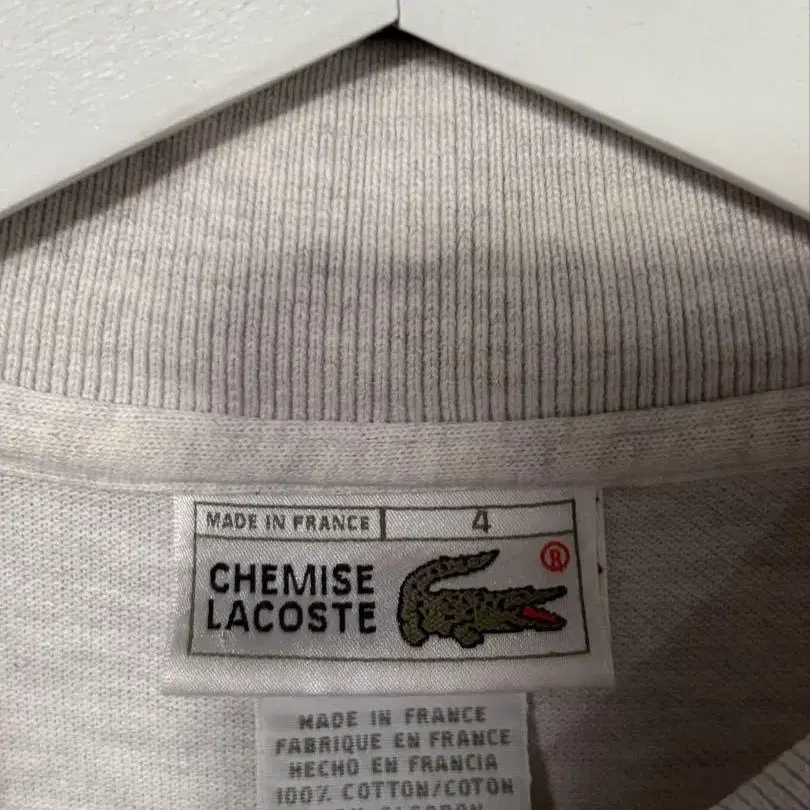 MADE IN FRANCE 4
®
CHEMISE
LACOSTE
MADE IN FRANCE
FABRIQUE EN FRANCE
HECHO EN FRANCIA
100% COTTON/COTON